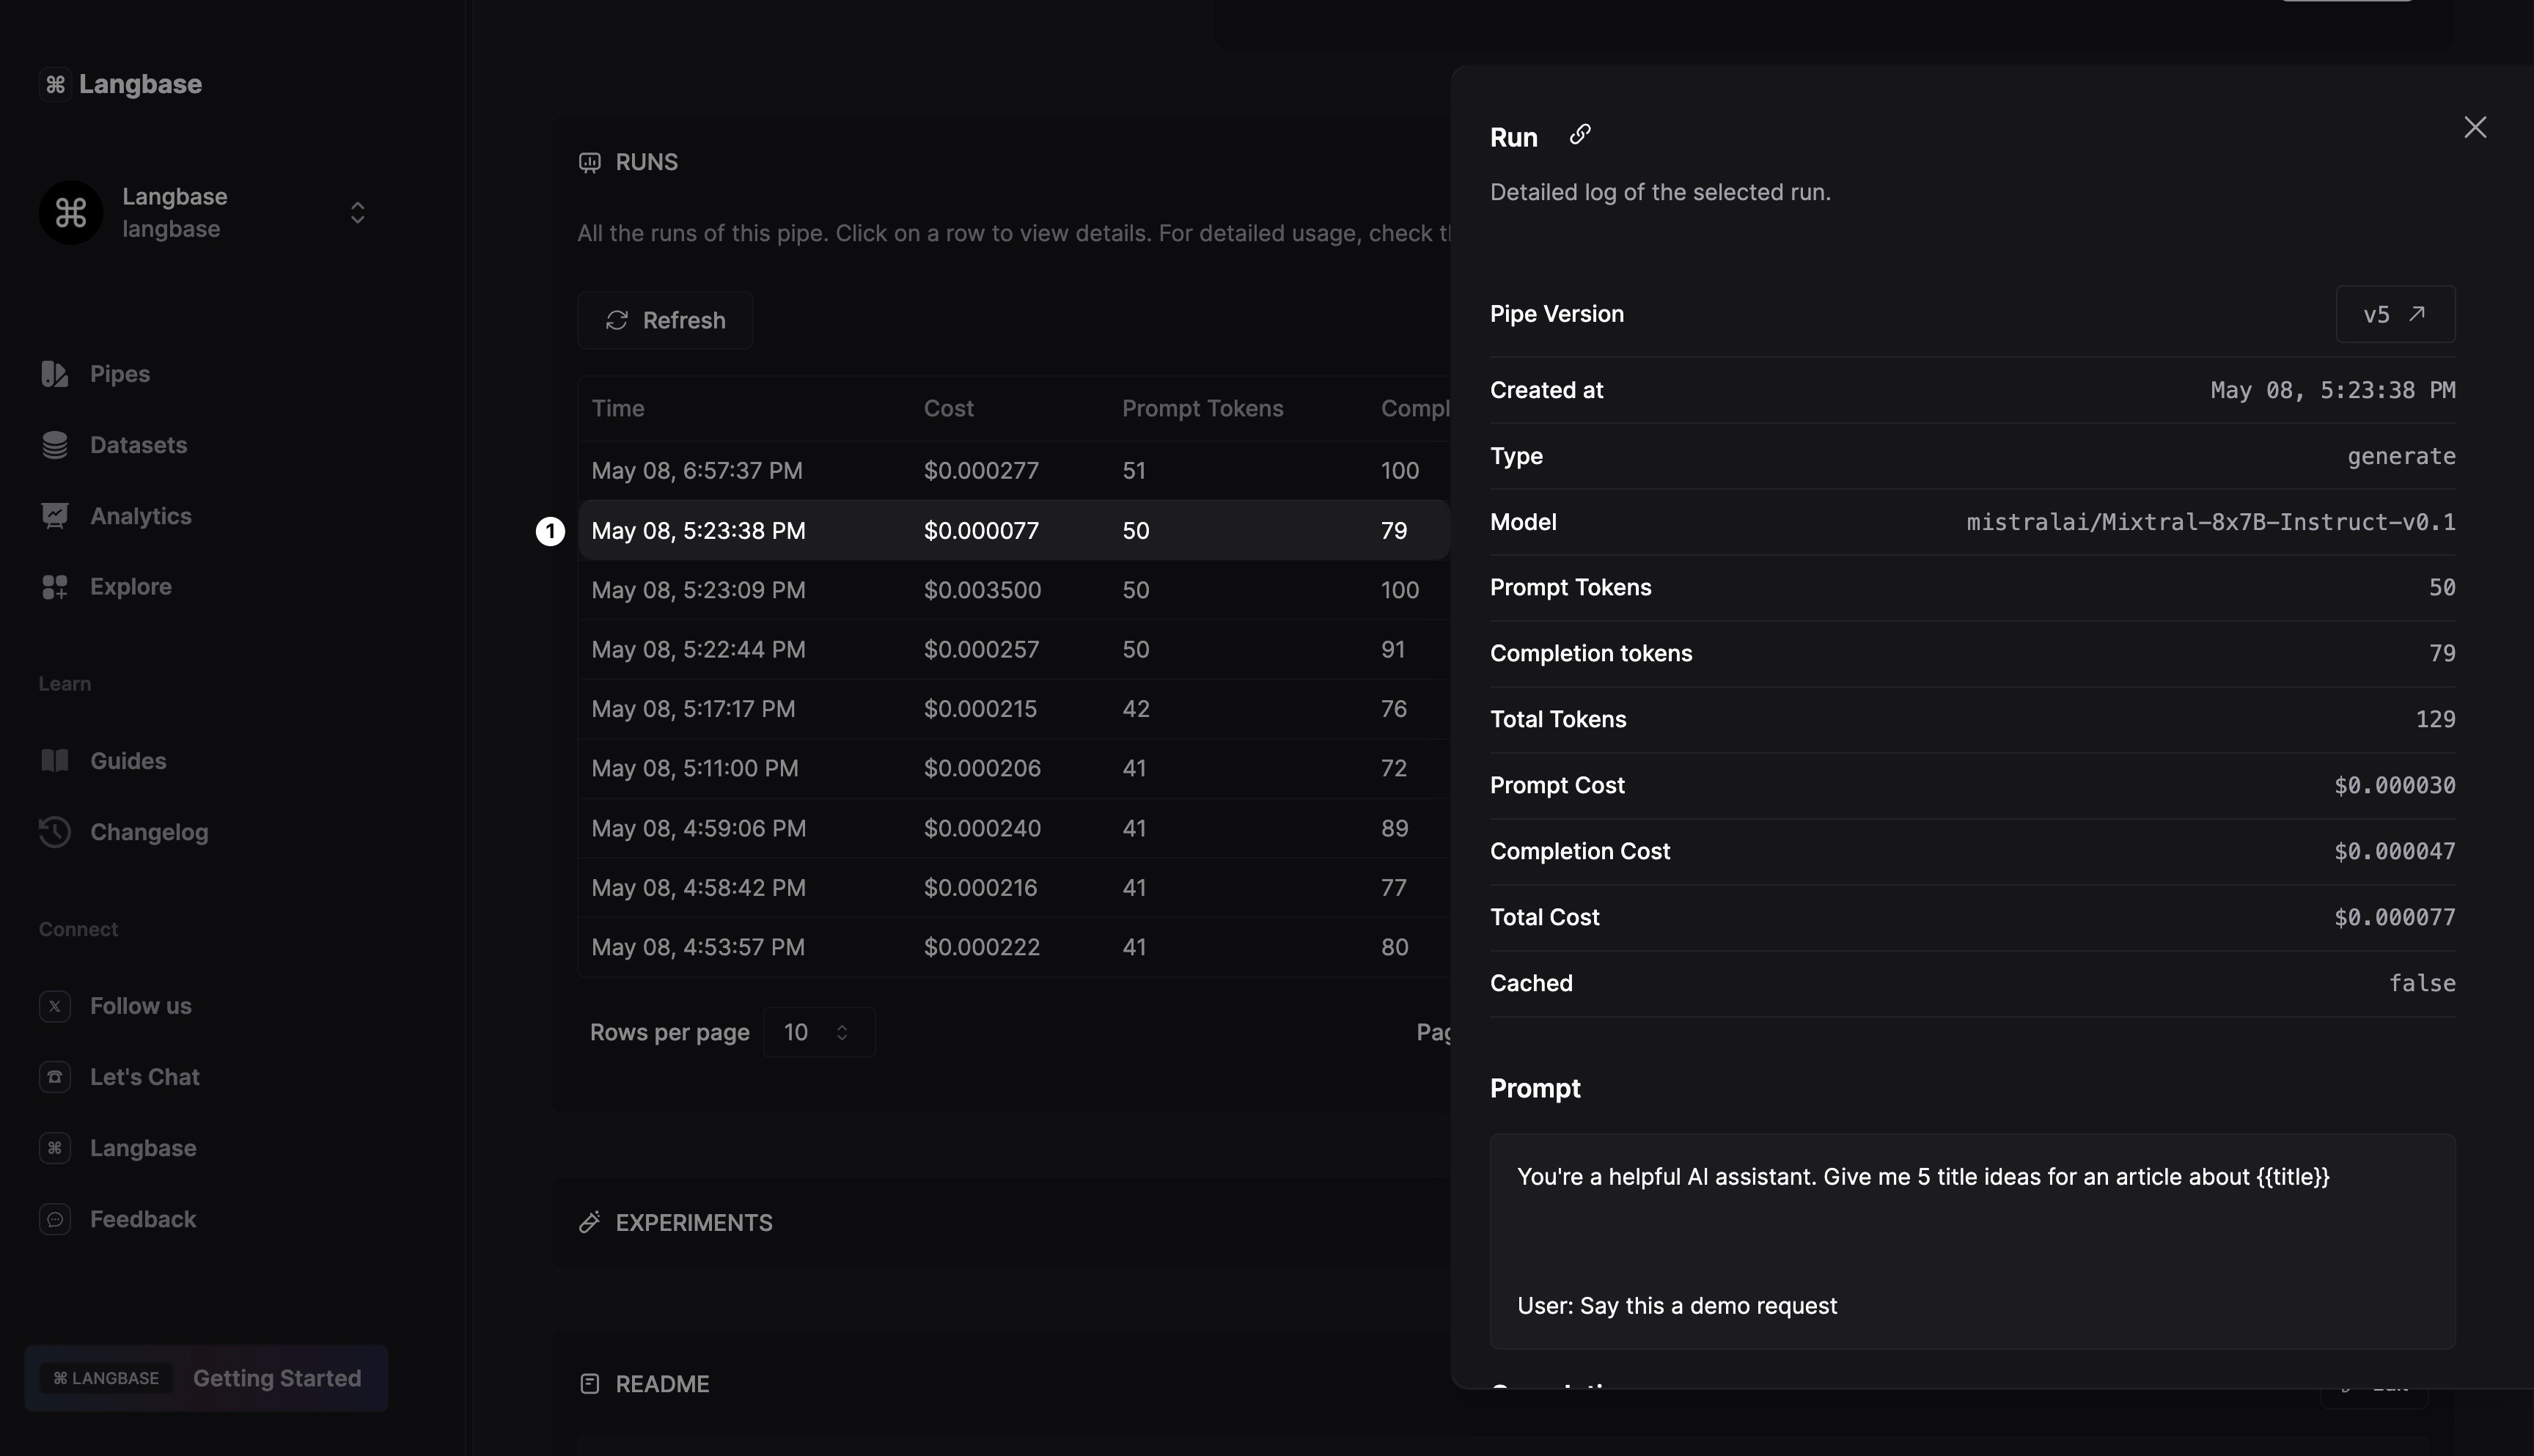 Langbase
Langbase
langbase
Pipes
Datasets
Analytics
Explore
Learn
Guides
Changelog
Connect
Follow us
Let's Chat
Langbase
Feedback
⌘ LANGBASE Getting Started
RUNS
All the runs of this pipe. Click on a row to view details. For detailed usage, check
Refresh
Time Cost Prompt Tokens Compl
May 08, 6:57:37 PM $0.000277 51 100
1 May 08, 5:23:38 PM $0.000077 50 79
May 08, 5:23:09 PM $0.003500 50 100
May 08, 5:22:44 PM $0.000257 50 91
May 08, 5:17:17 PM $0.000215 42 76
May 08, 5:11:00 PM $0.000206 41 72
May 08, 4:59:06 PM $0.000240 41 89
May 08, 4:58:42 PM $0.000216 41 77
May 08, 4:53:57 PM $0.000222 41 80
Rows per page 10 Pag
EXPERIMENTS
README
Run
Detailed log of the selected run.
Pipe Version v5
Created at May 08, 5:23:38 PM
Type generate
Model mistralai/Mixtral-8x7B-Instruct-v0.1
Prompt Tokens 50
Completion tokens 79
Total Tokens 129
Prompt Cost $0.000030
Completion Cost $0.000047
Total Cost $0.000077
Cached false
Prompt
You're a helpful AI assistant. Give me 5 title ideas for an article about {{title}}
User: Say this a demo request